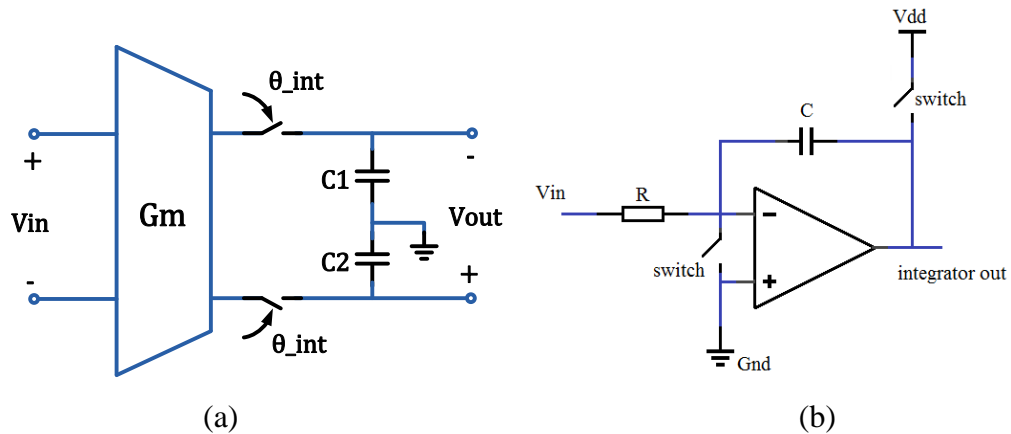 θ_int
+
-
Vin
Gm
C1
C2
Vout
-
+
θ_int
(a)
Vdd
switch
C
Vin
R
-
switch
+
integrator out
Gnd
(b)